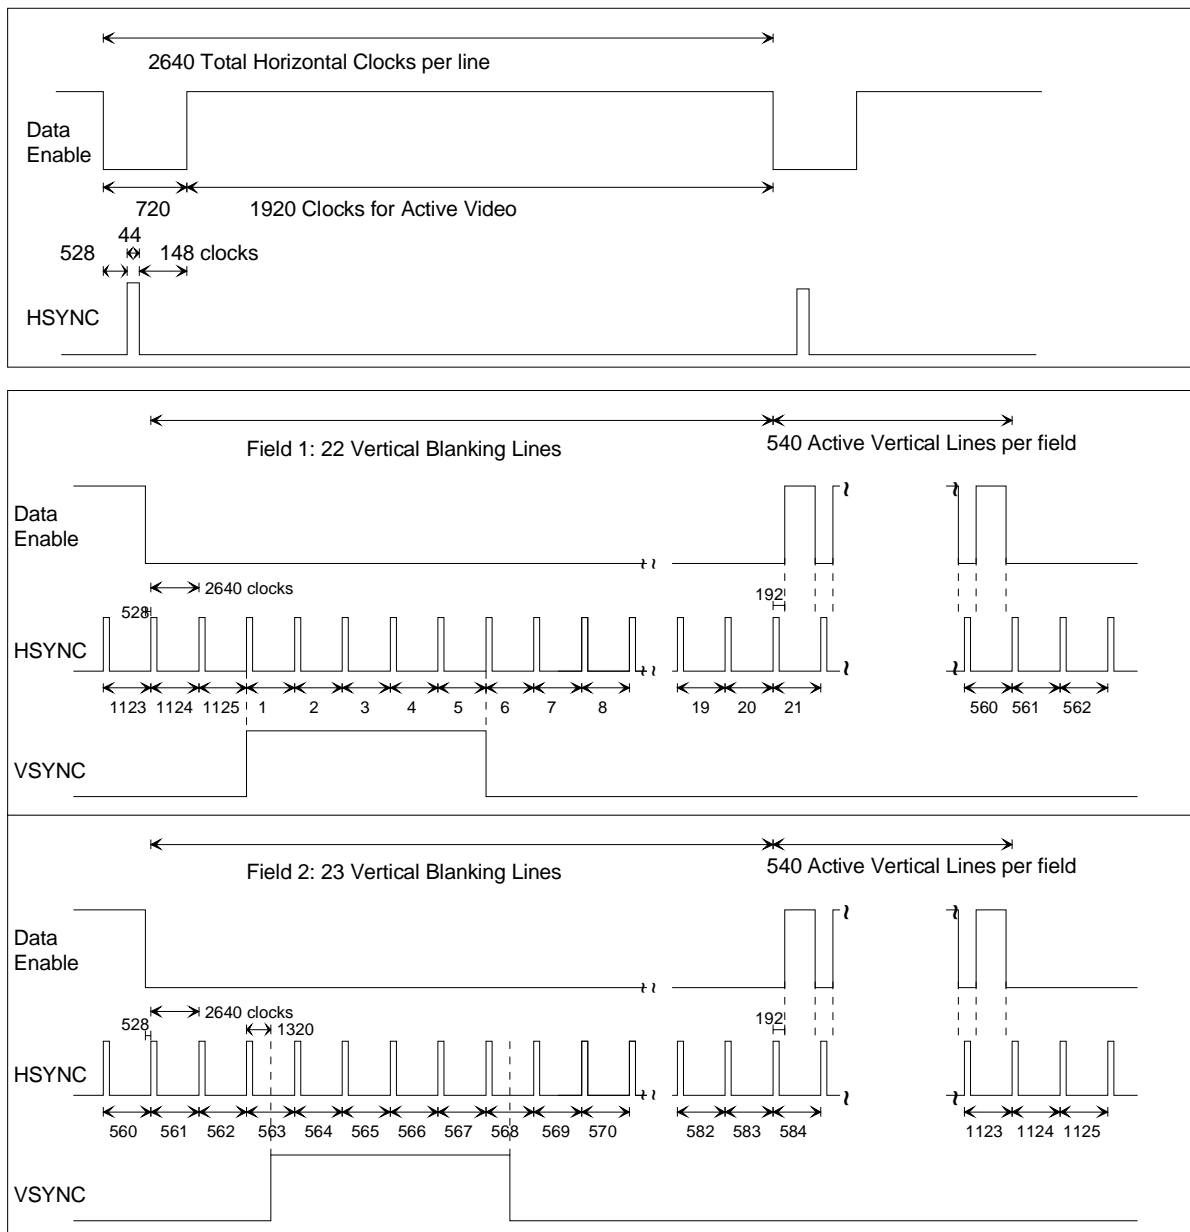 2640 Total Horizontal Clocks per line
Data
Enable
720
1920 Clocks for Active Video
44
528
148 clocks
HSYNC
Field 1: 22 Vertical Blanking Lines
540 Active Vertical Lines per field
Data
Enable
2640 clocks
528
192
HSYNC
1123 1124 1125 1 2 3 4 5 6 7 8 19 20 21 560 561 562
VSYNC
Field 2: 23 Vertical Blanking Lines
540 Active Vertical Lines per field
Data
Enable
2640 clocks
528
1320
192
HSYNC
560 561 562 563 564 565 566 567 568 569 570 582 583 584 1123 1124 1125
VSYNC